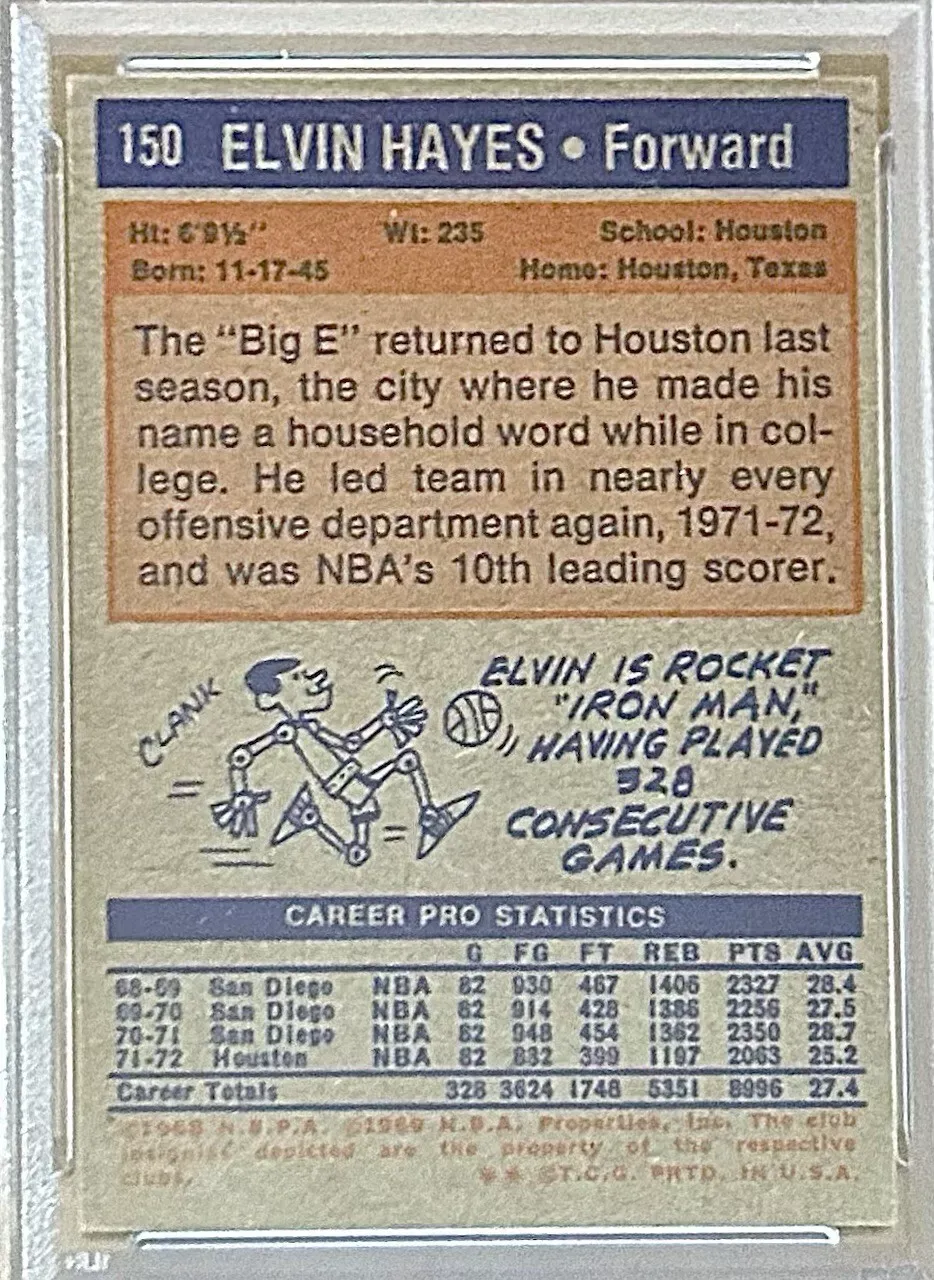 150 ELVIN HAYES • Forward
Ht: 6'9½" Wt: 235 School: Houston
Born: 11-17-45 Home: Houston, Texas
The "Big E" returned to Houston last
season, the city where he made his
name a household word while in col-
lege. He led team in nearly every
offensive department again, 1971-72,
and was NBA's 10th leading scorer.
CLANK
ELVIN IS ROCKET
"IRON MAN,"
HAVING PLAYED
328
CONSECUTIVE
GAMES.
CAREER PRO STATISTICS
G FG FT REB PTS AVG
68-69 San Diego NBA 82 930 467 1406 2327 28.4
69-70 San Diego NBA 82 914 428 1386 2256 27.5
70-71 San Diego NBA 82 948 454 1362 2350 28.7
71-72 Houston NBA 82 832 399 1197 2063 25.2
Career Totals 328 3624 1748 5351 8996 27.4
©1968 N.B.P.A. ©1969 N.B.A. Properties, Inc. The club
insignias depicted are the property of the respective
clubs. ** ©T.C.G. PRTD. IN U.S.A.